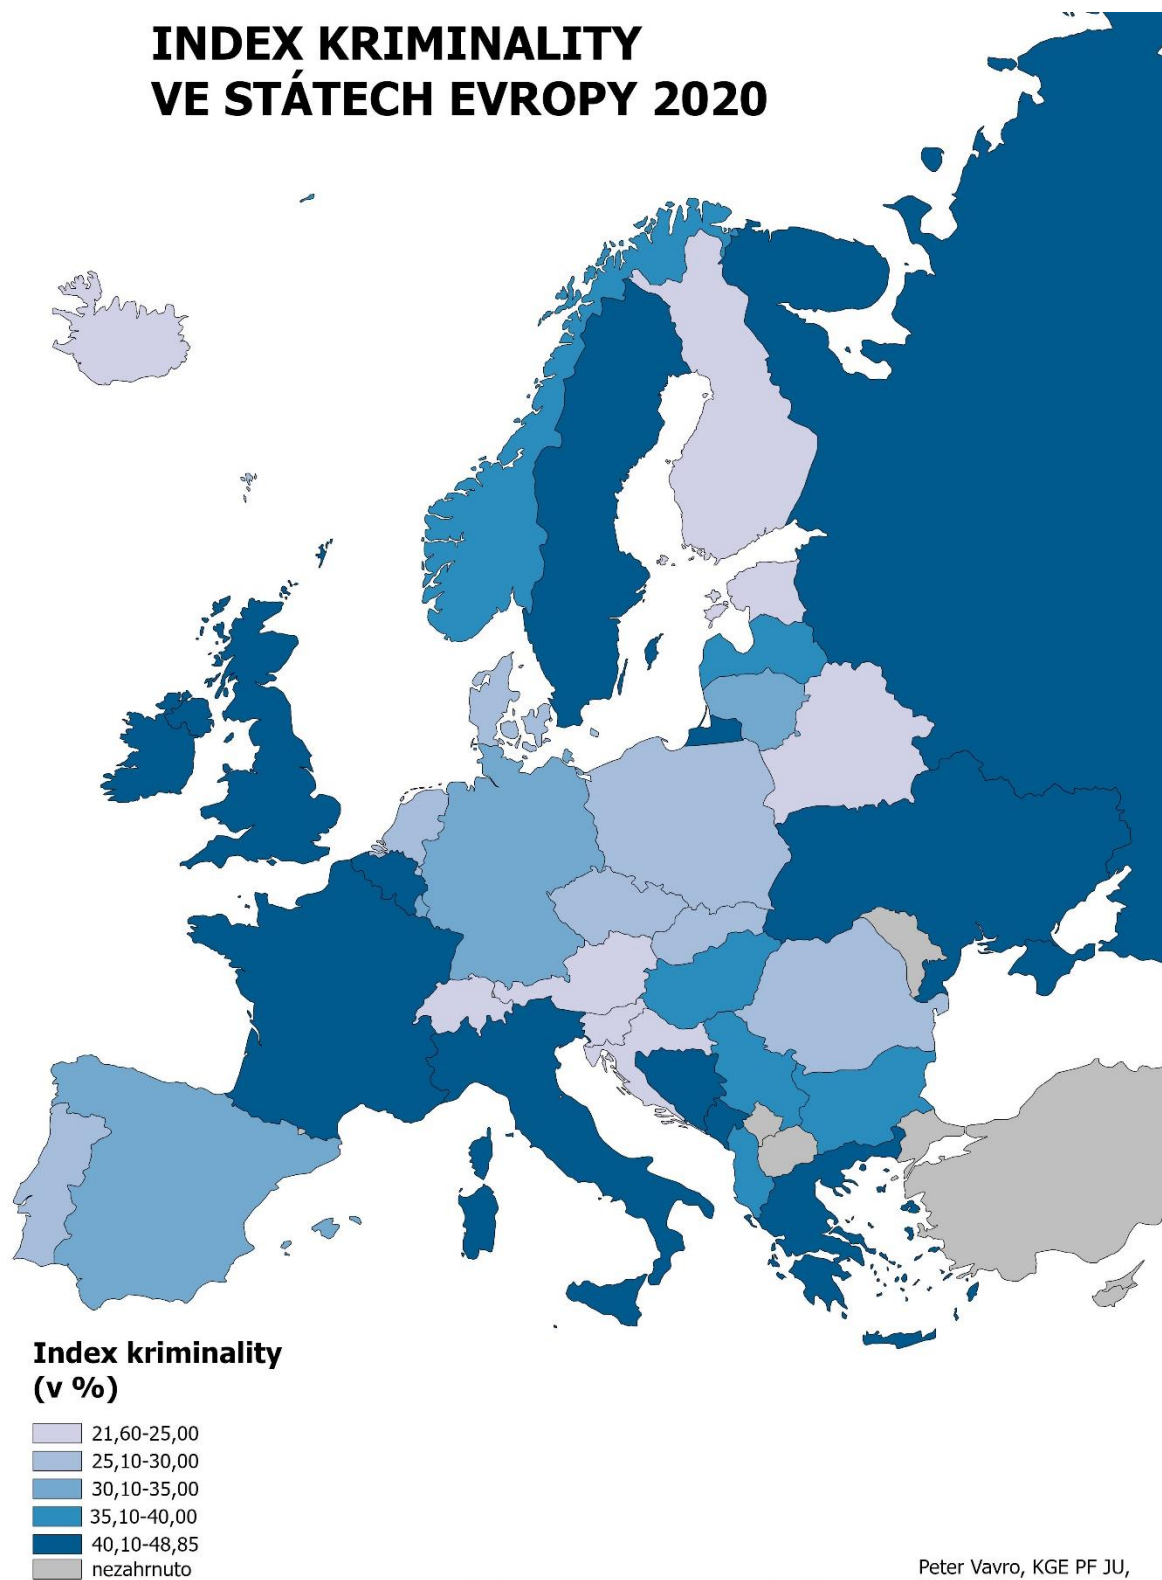 INDEX KRIMINALITY
VE STÁTECH EVROPY 2020
Index kriminality
(v %)
21,60-25,00
25,10-30,00
30,10-35,00
35,10-40,00
40,10-48,85
nezahrnuto
Peter Vavro, KGE PF JU,